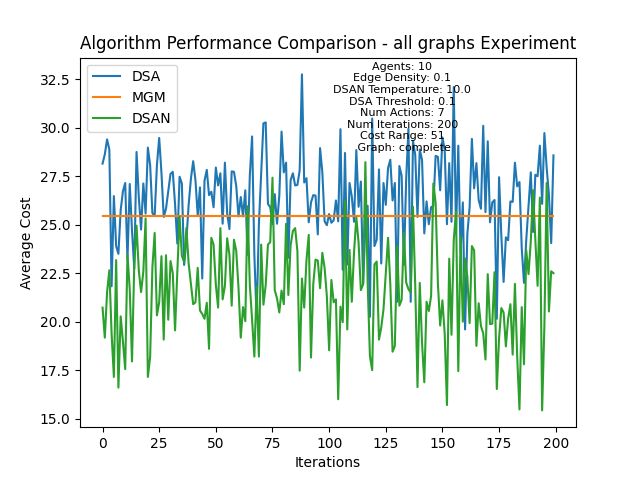 Algorithm Performance Comparison - all graphs Experiment
DSA
MGM
DSAN
Agents: 10
Edge Density: 0.1
DSAN Temperature: 10.0
DSA Threshold: 0.1
Num Actions: 7
Num Iterations: 200
Cost Range: 51
Graph: complete
Average Cost
32.5
30.0
27.5
25.0
22.5
20.0
17.5
15.0
0 25 50 75 100 125 150 175 200
Iterations